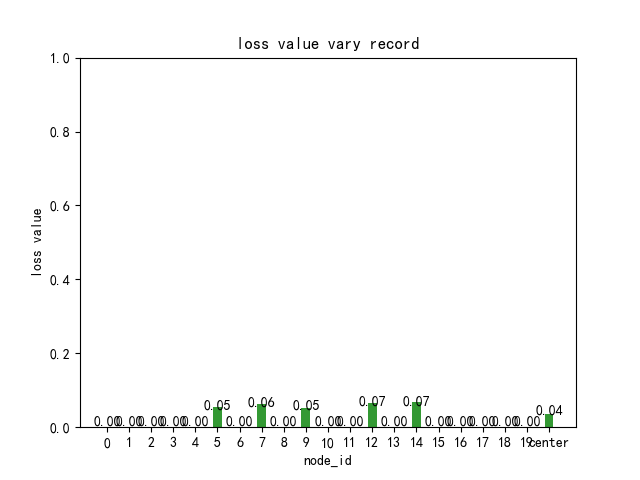 loss value vary record
1.0
0.8
0.6
0.4
0.2
0.0
loss value
0.00 0.00 0.00 0.00 0.00 0.05 0.00 0.06 0.00 0.05 0.00 0.00 0.07 0.00 0.07 0.00 0.00 0.00 0.00 0.00 0.04
0 1 2 3 4 5 6 7 8 9 10 11 12 13 14 15 16 17 18 19 center
node_id